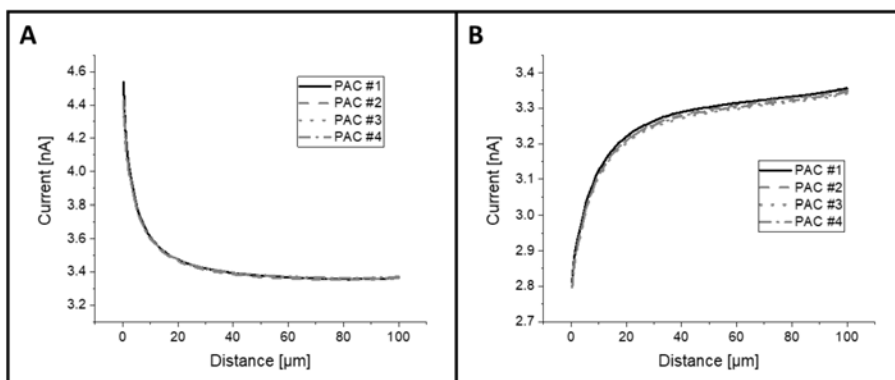 A
Current [nA]
4.6
4.4
4.2
4.0
3.8
3.6
3.4
3.2
PAC #1
PAC #2
PAC #3
PAC #4
0 20 40 60 80 100
Distance [µm]
B
Current [nA]
3.4
3.3
3.2
3.1
3.0
2.9
2.8
2.7
PAC #1
PAC #2
PAC #3
PAC #4
0 20 40 60 80 100
Distance [µm]